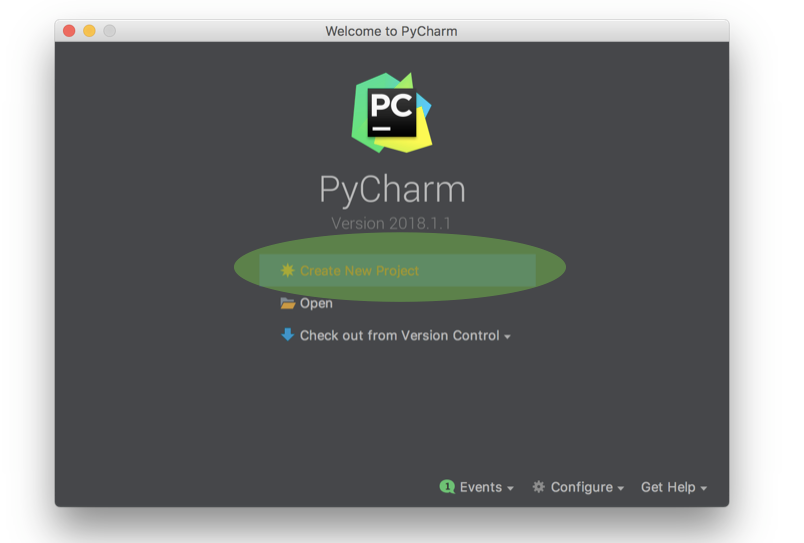 Welcome to PyCharm
PC
PyCharm
Version 2018.1.1
Create New Project
Open
Check out from Version Control
1 Events Configure Get Help